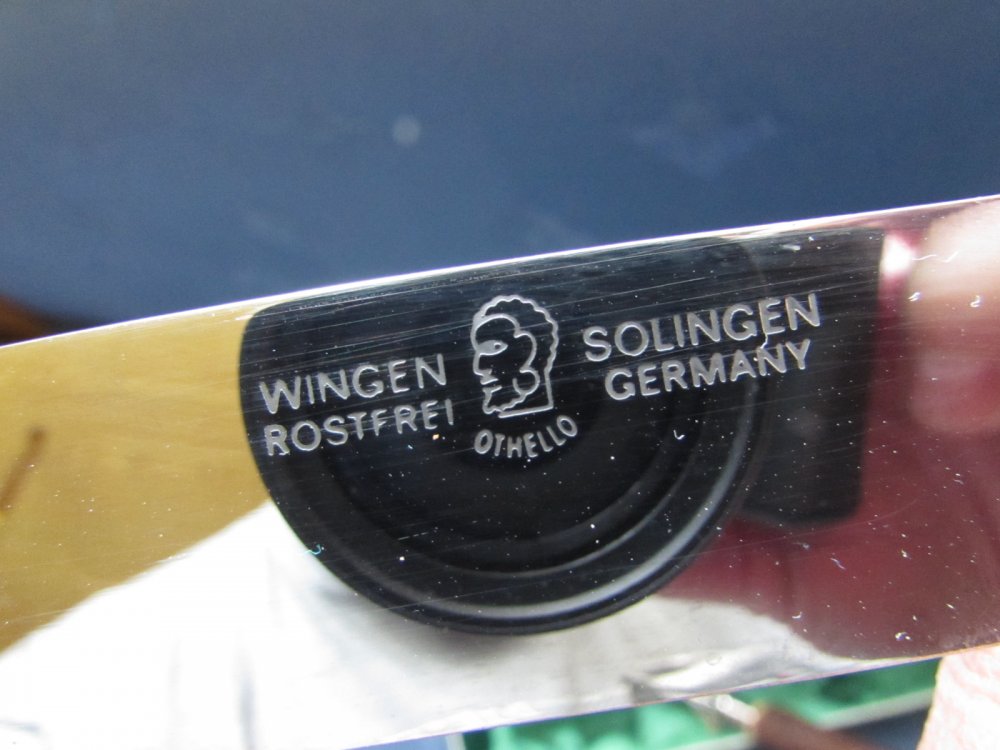 WINGEN
ROSTFREI
OTHELLO
SOLINGEN
GERMANY